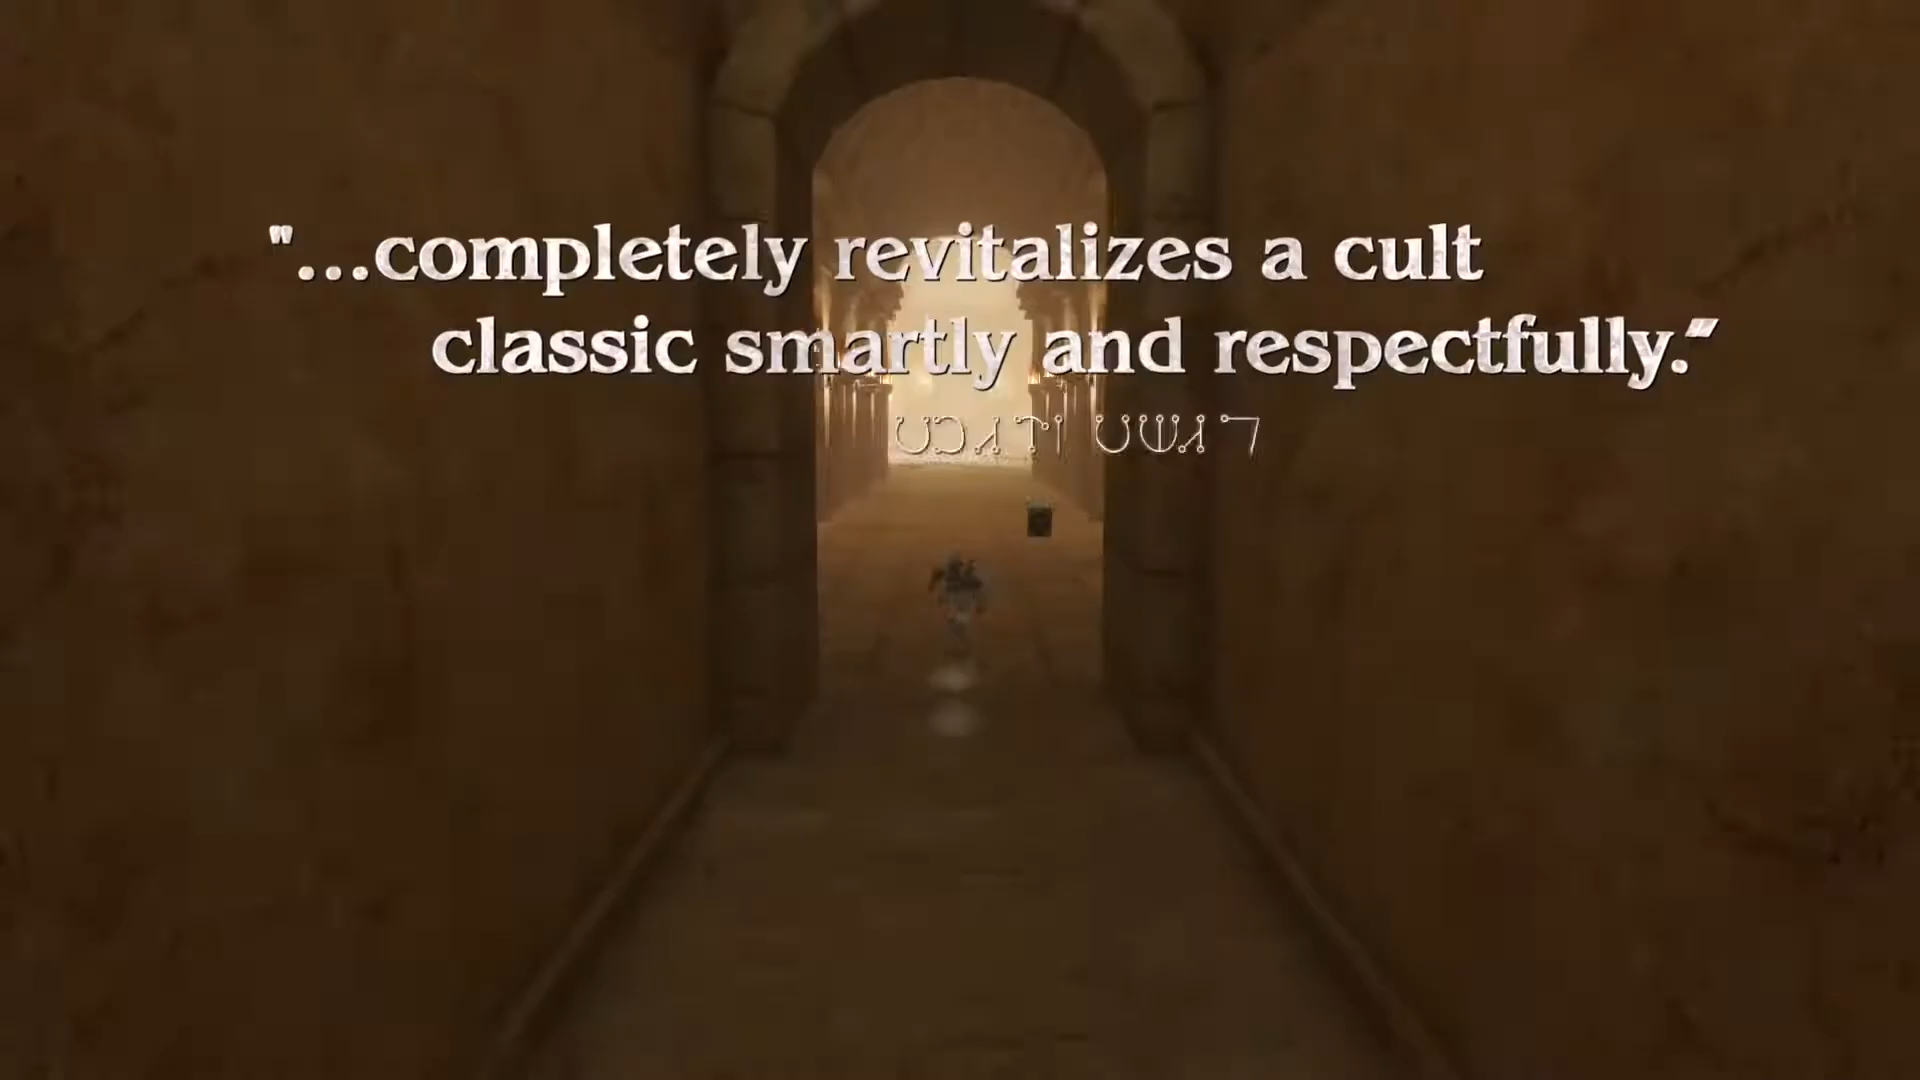 "...completely revitalizes a cult
classic smartly and respectfully."